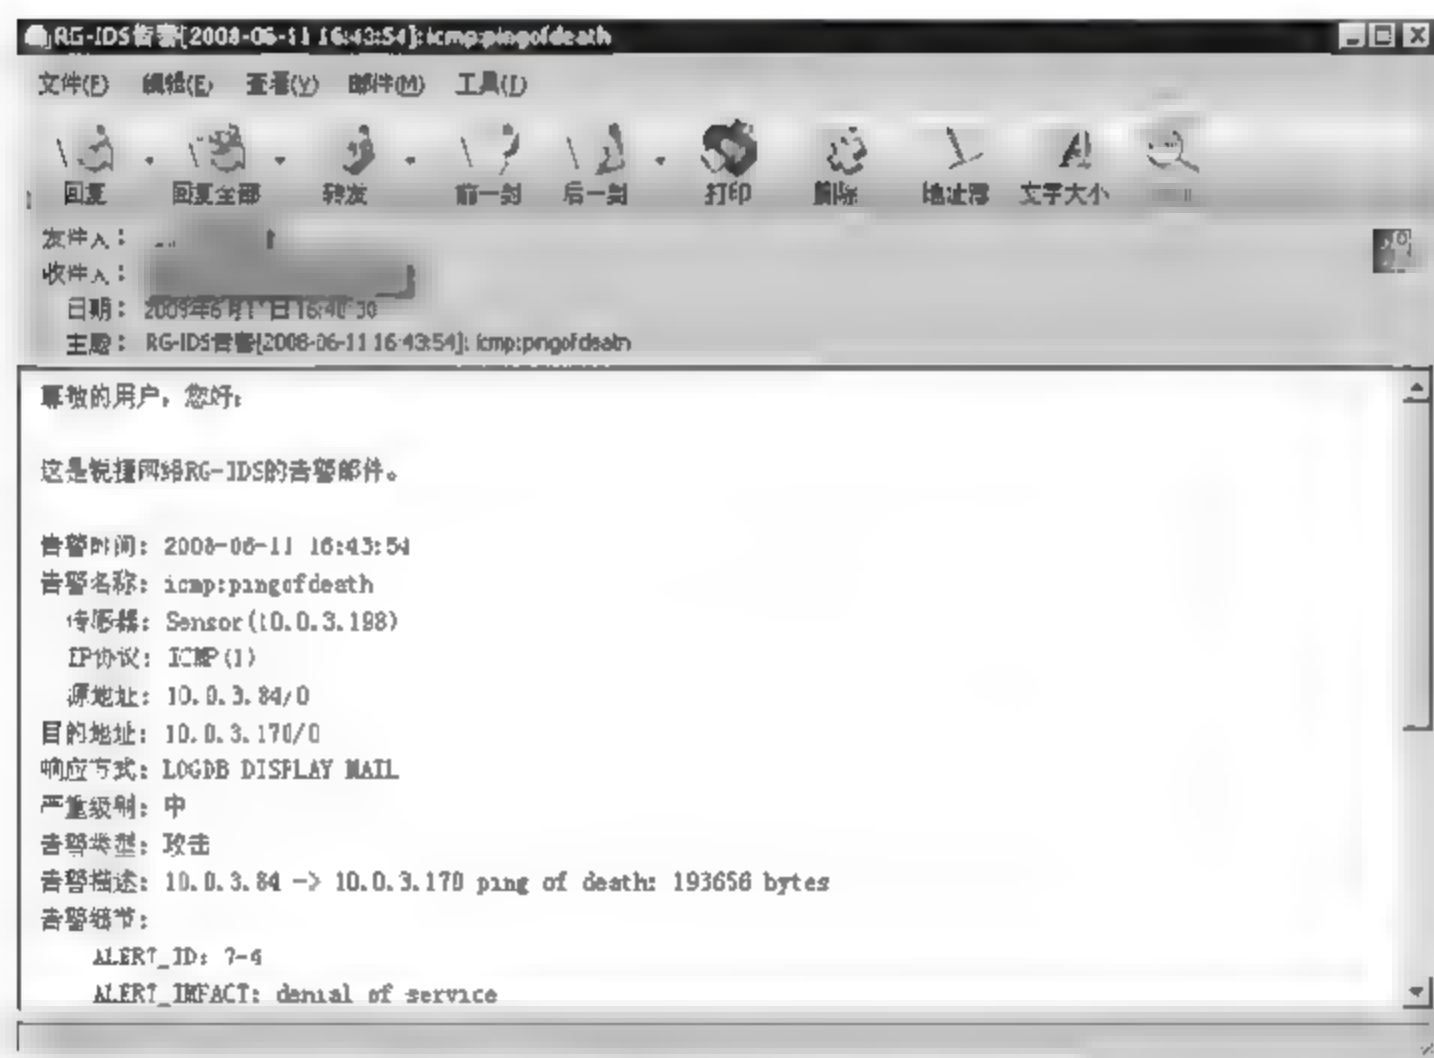 RG-IDS告警[2008-06-11 16:43:54]: icmp:pingofdeath
文件(F) 编辑(E) 查看(V) 邮件(M) 工具(T)
回复 回复全部 转发 前一封 后一封 打印 删除 地址簿 文字大小
发件人：
收件人：
日期： 16:40:30
主题： RG-IDS告警[2008-06-11 16:43:54]: icmp:pingofdeath
尊敬的用户，您好：
这是锐捷网络RG-IDS的告警邮件。
告警时间: 2008-06-11 16:43:54
告警名称: icmp:pingofdeath
传感器: Sensor(10.0.3.198)
IP协议: ICMP(1)
源地址: 10.0.3.84/0
目的地址: 10.0.3.170/0
响应方式: LOGDB DISPLAY MAIL
严重级别: 中
告警类型: 攻击
告警描述: 10.0.3.84 -> 10.0.3.170 ping of death: 193656 bytes
告警细节:
ALERT_ID: 7-4
ALERT_IMPACT: denial of service